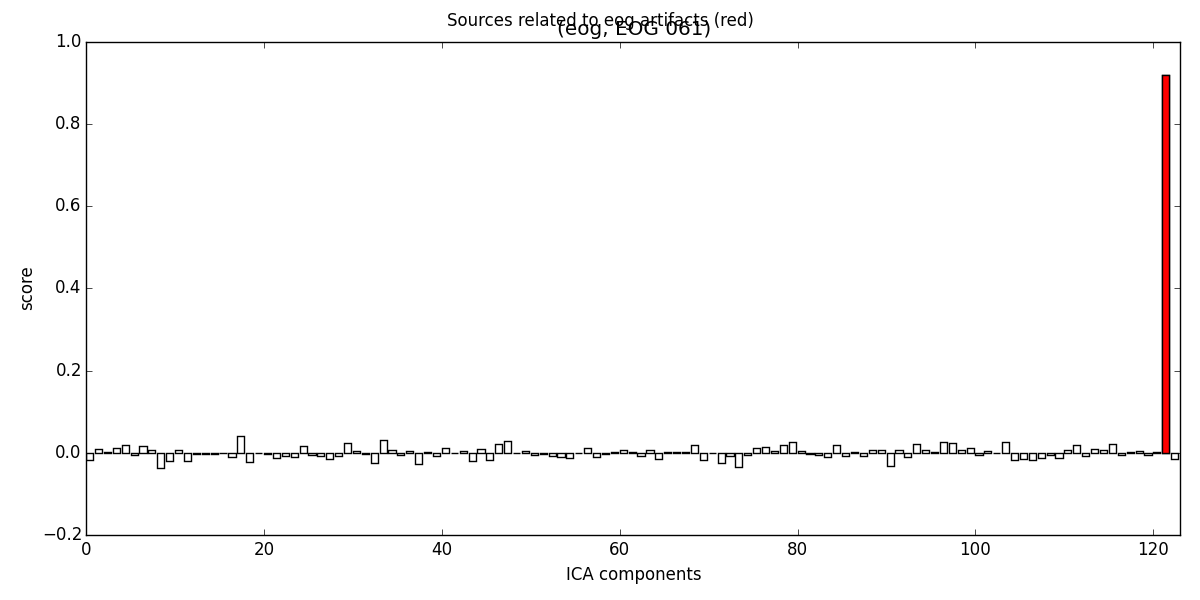 Sources related to eog artifacts (red)
(eog, EOG 061)
1.0
0.8
0.6
0.4
0.2
0.0
−0.2
score
0 20 40 60 80 100 120
ICA components